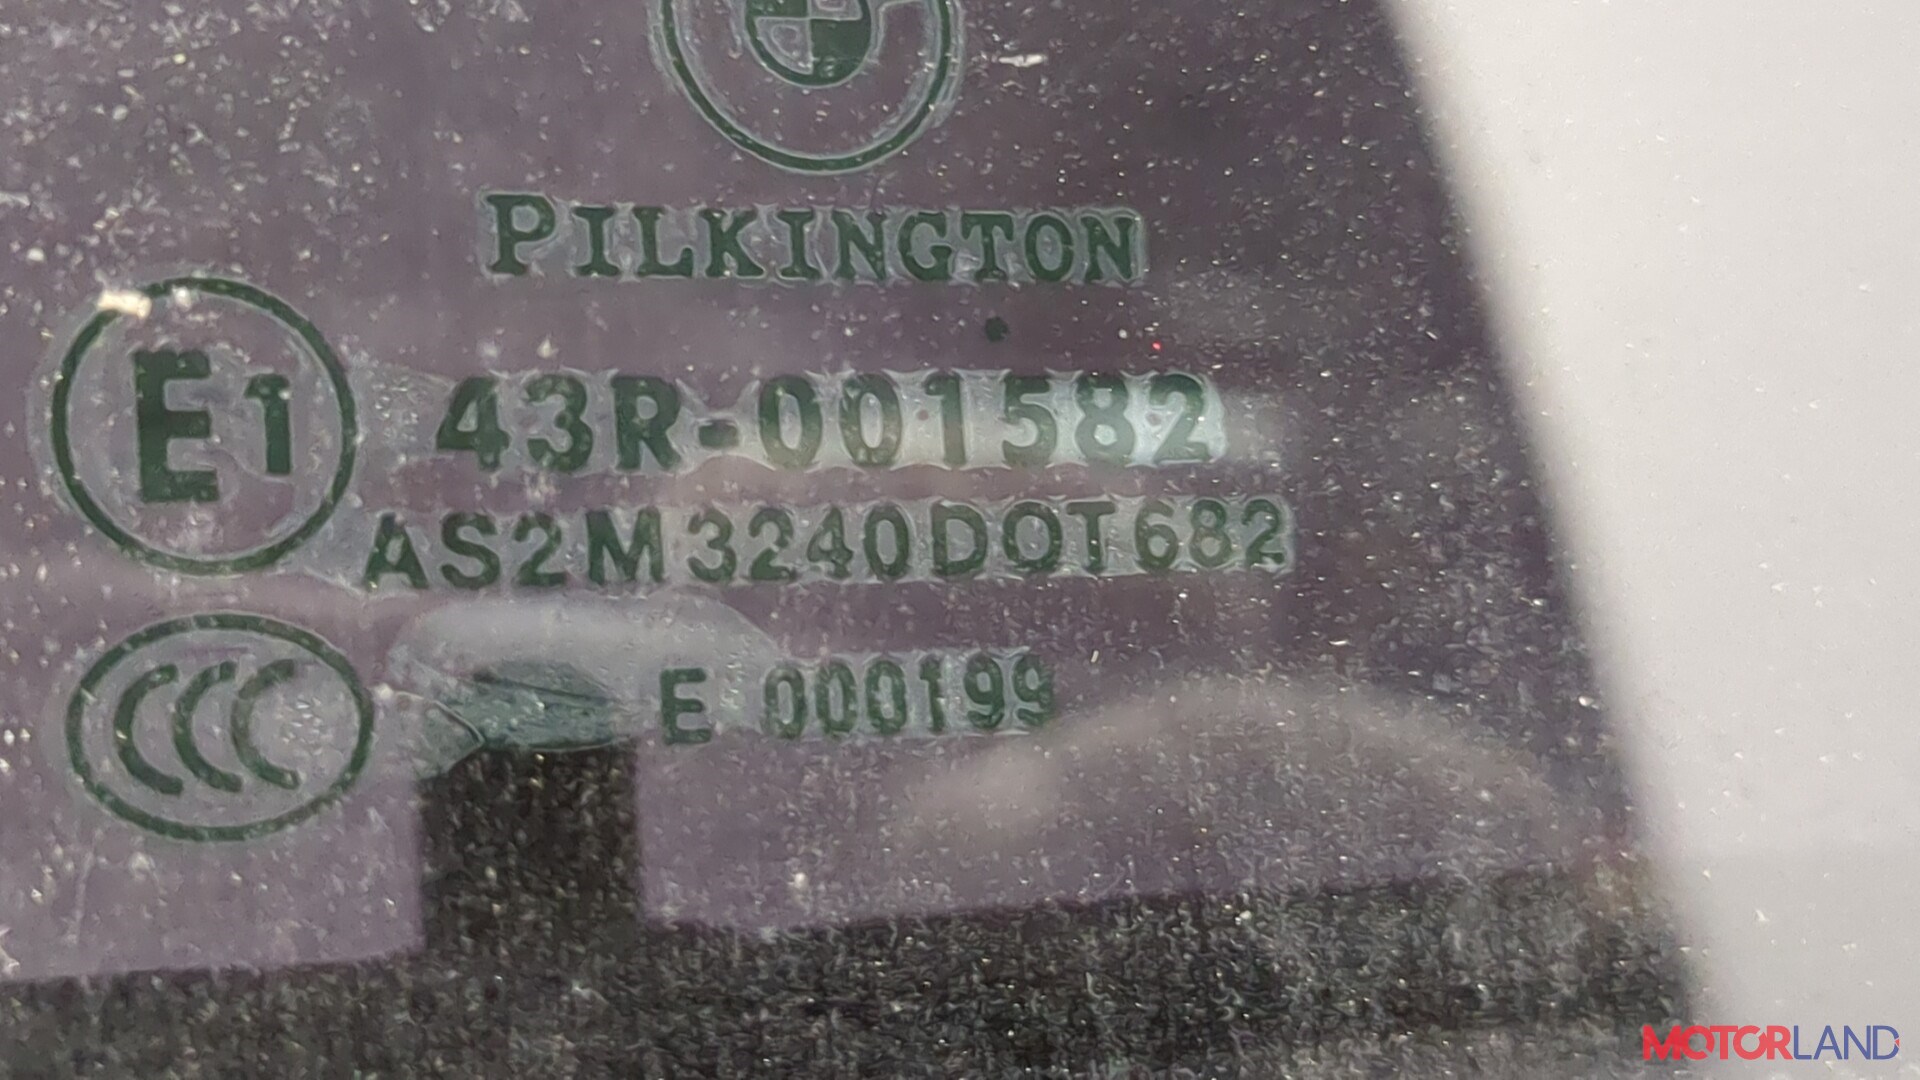 PILKINGTON
E1 43R-001582
AS2M3240DOT682
CCC E 000199
MOTORLAND